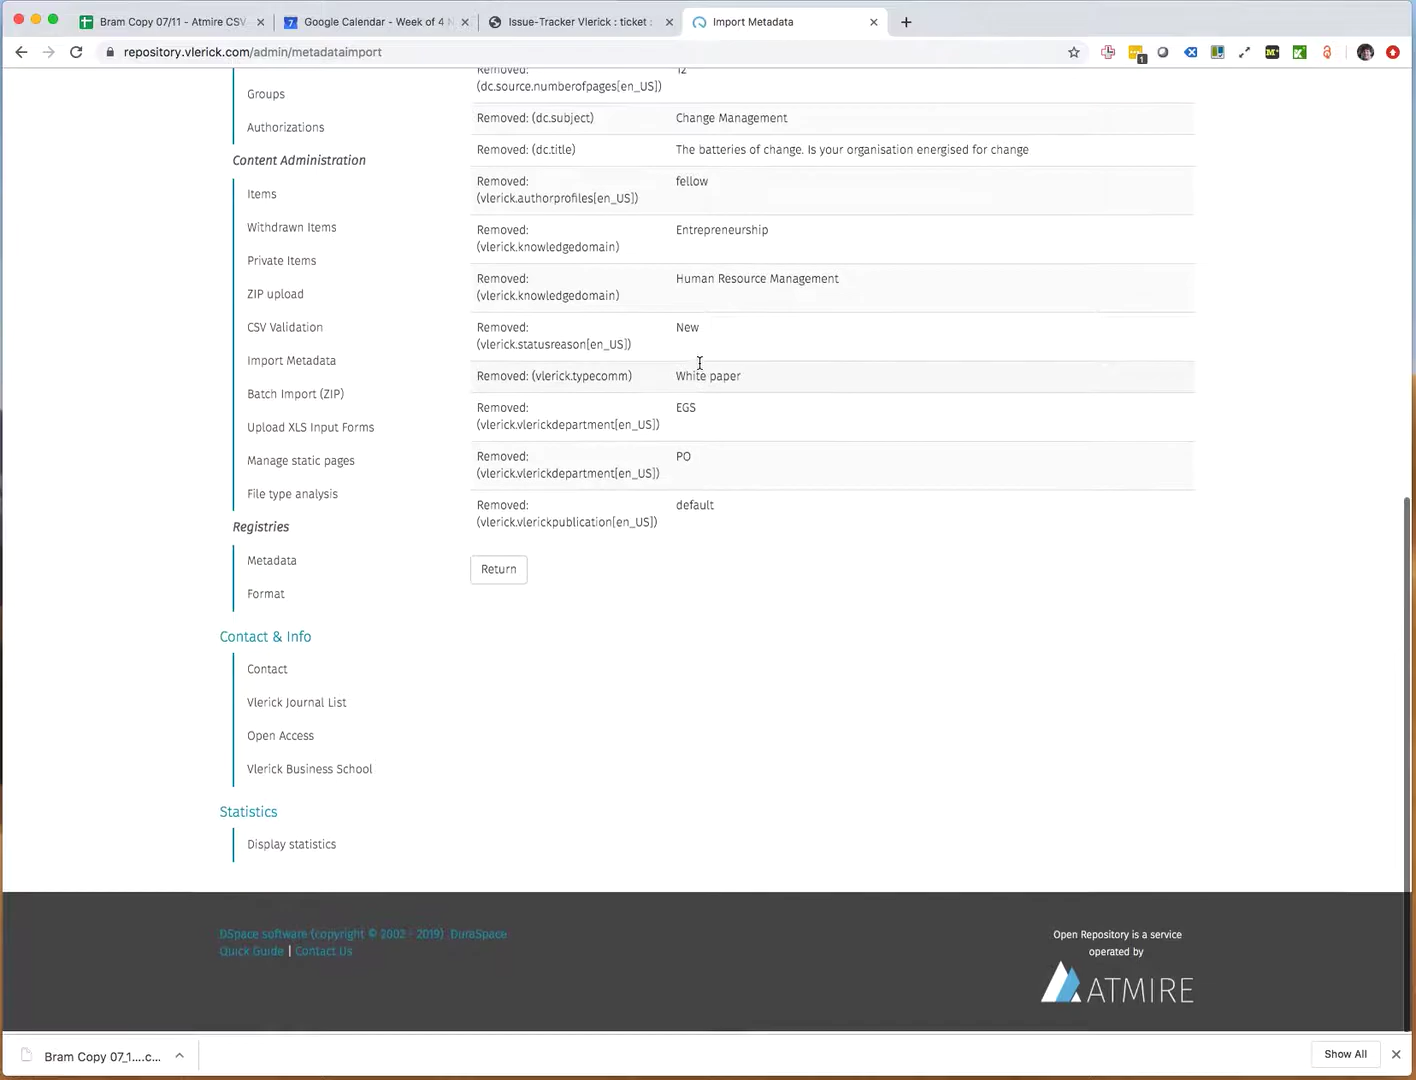 Bram Copy 07/11 - Atmire CSV
Google Calendar - Week of 4 N
Issue-Tracker Vlerick : ticket :
Import Metadata
repository.vlerick.com/admin/metadataimport
Removed:
12
(dc.source.numberofpages[en_US])
Groups
Authorizations
Content Administration
Items
Withdrawn Items
Private Items
ZIP upload
CSV Validation
Import Metadata
Batch Import (ZIP)
Upload XLS Input Forms
Manage static pages
File type analysis
Registries
Metadata
Format
Contact & Info
Contact
Vlerick Journal List
Open Access
Vlerick Business School
Statistics
Display statistics
Removed: (dc.subject) Change Management
Removed: (dc.title) The batteries of change. Is your organisation energised for change
Removed: fellow
(vlerick.authorprofiles[en_US])
Removed: Entrepreneurship
(vlerick.knowledgedomain)
Removed: Human Resource Management
(vlerick.knowledgedomain)
Removed: New
(vlerick.statusreason[en_US])
Removed: (vlerick.typecomm) White paper
Removed: EGS
(vlerick.vlerickdepartment[en_US])
Removed: PO
(vlerick.vlerickdepartment[en_US])
Removed: default
(vlerick.vlerickpublication[en_US])
Return
DSpace software (copyright © 2002 - 2019) DuraSpace
Quick Guide | Contact Us
Open Repository is a service
operated by
ATMIRE
Bram Copy 07_1....c...
Show All